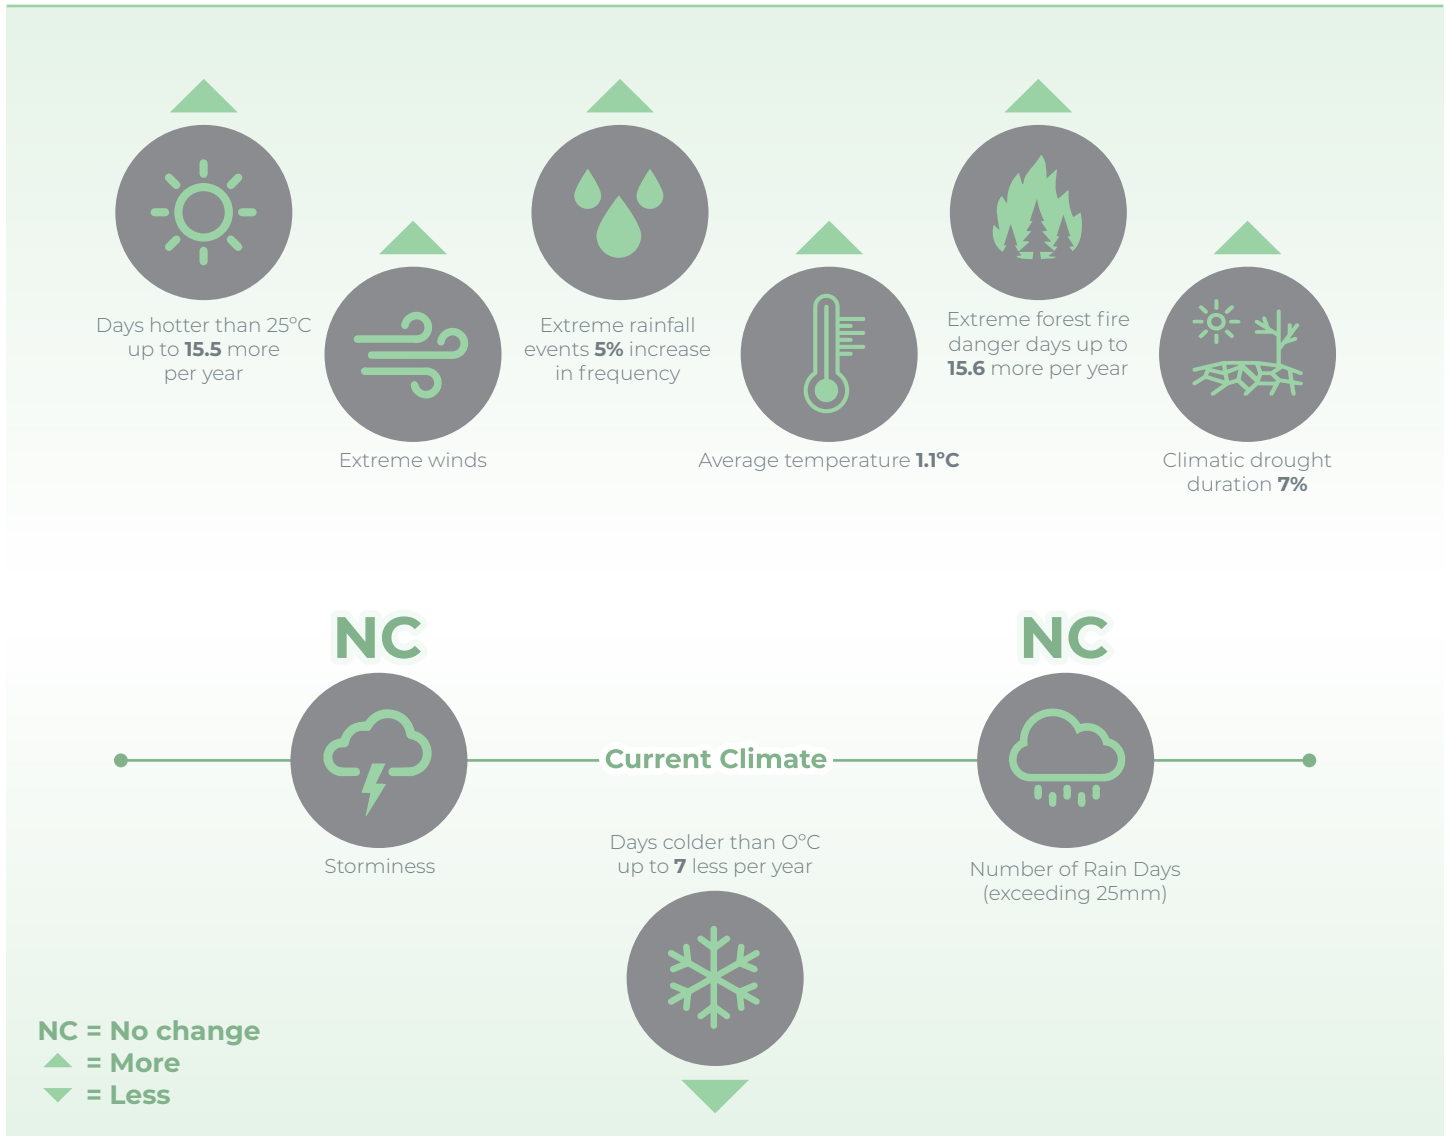 Days hotter than 25ºC
up to 15.5 more
per year
Extreme winds
Extreme rainfall
events 5% increase
in frequency
Average temperature 1.1ºC
Extreme forest fire
danger days up to
15.6 more per year
Climatic drought
duration 7%
NC
NC
Current Climate
Storminess
Days colder than OºC
up to 7 less per year
Number of Rain Days
(exceeding 25mm)
NC = No change
= More
= Less